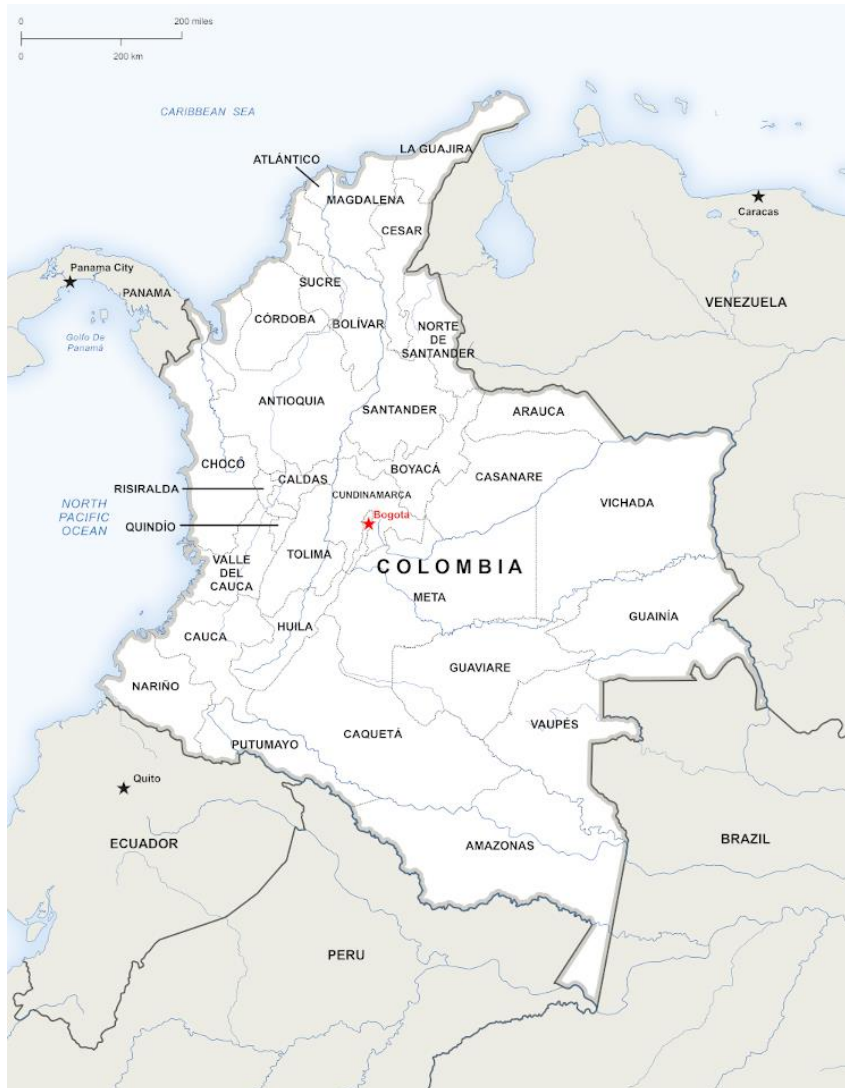 0
200 miles
0
200 km
CARIBBEAN SEA
LA GUAJIRA
ATLÁNTICO
MAGDALENA
CESAR
Caracas
Panama City
PANAMA
SUCRE
VENEZUELA
CÓRDOBA
BOLÍVAR
NORTE
DE
SANTANDER
Golfo De
Panamá
ANTIOQUIA
SANTANDER
ARAUCA
CHOCÓ
BOYACÁ
CALDAS
CASANARE
RISIRALDA
CUNDINAMARCA
VICHADA
NORTH
PACIFIC
OCEAN
QUINDÍO
Bogotá
TOLIMA
VALLE
DEL
CAUCA
COLOMBIA
META
GUAINÍA
HUILA
CAUCA
GUAVIARE
NARIÑO
VAUPÉS
CAQUETÁ
PUTUMAYO
Quito
ECUADOR
AMAZONAS
BRAZIL
PERU